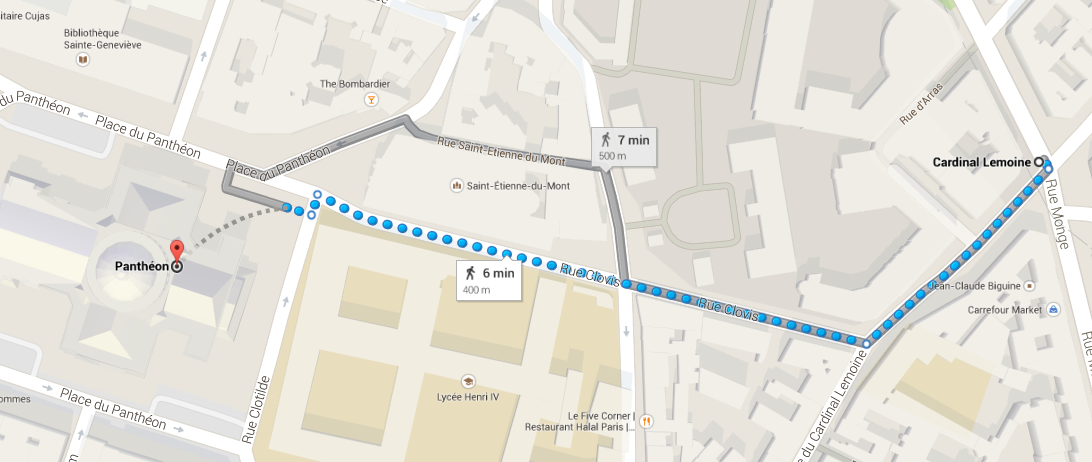 itaire Cujas
Bibliothèque
Sainte-Geneviève
The Bombardier
du Panthéon
Place du Panthéon
Place du Panthéon
Rue Saint-Etienne du Mont
7 min
500 m
Rue d'Arras
Cardinal Lemoine
Saint-Étienne-du-Mont
Rue Monge
Panthéon
6 min
400 m
Rue Clovis
Rue Clovis
Jean-Claude Biguine
Carrefour Market
Lycée Henri IV
Rue Clotilde
Place du Panthéon
ommes
Le Five Corner |
Restaurant Halal Paris |...
e du Cardinal Lemoine